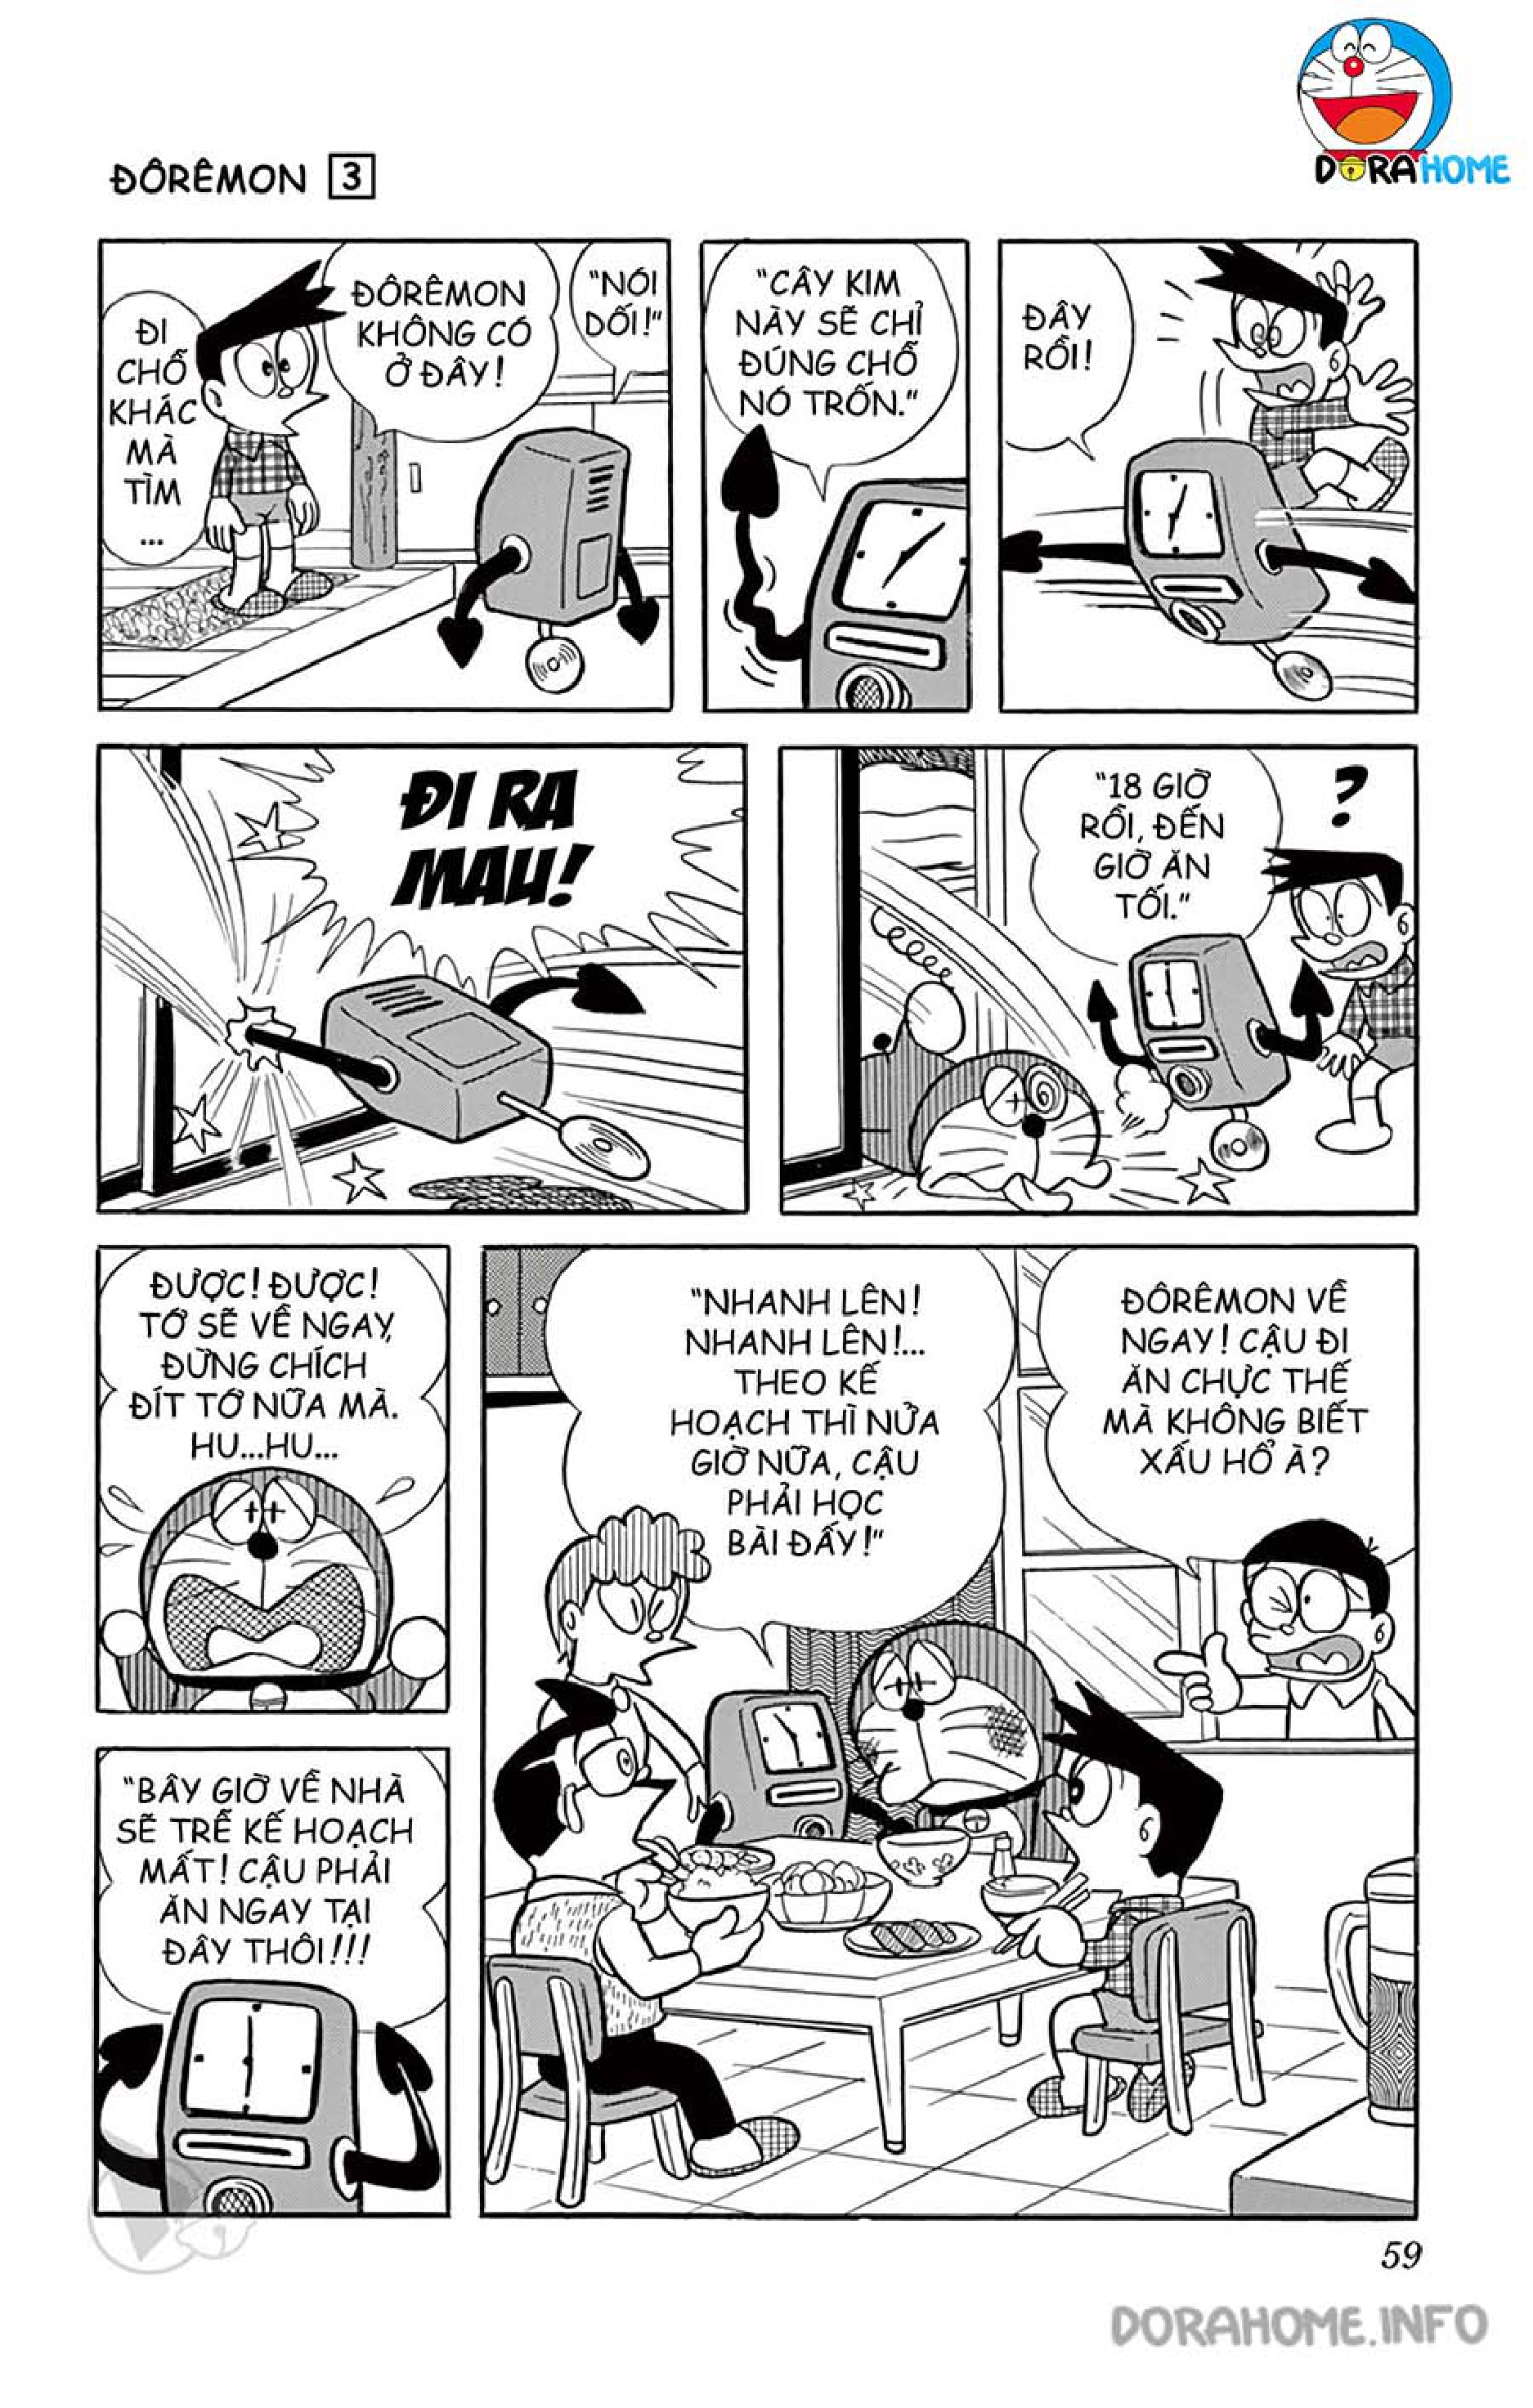 DORAHOME
ĐÔRÊMON 3
ĐI
CHỖ
KHÁC
MÀ
TÌM
...
ĐÔRÊMON
KHÔNG CÓ
Ở ĐÂY!
"NÓI
DỐI!"
"CÂY KIM
NÀY SẼ CHỈ
ĐÚNG CHỖ
NÓ TRỐN."
ĐÂY
RỒI!
ĐI RA
MAU!
"18 GIỜ
RỒI, ĐẾN
GIỜ ĂN
TỐI."
?
ĐƯỢC! ĐƯỢC!
TỚ SẼ VỀ NGAY,
ĐỪNG CHÍCH
ĐÍT TỚ NỮA MÀ.
HU...HU...
"BÂY GIỜ VỀ NHÀ
SẼ TRỄ KẾ HOẠCH
MẤT! CẬU PHẢI
ĂN NGAY TẠI
ĐÂY THÔI!!!
"NHANH LÊN!
NHANH LÊN!...
THEO KẾ
HOẠCH THÌ NỬA
GIỜ NỮA, CẬU
PHẢI HỌC
BÀI ĐẤY!"
ĐÔRÊMON VỀ
NGAY! CẬU ĐI
ĂN CHỰC THẾ
MÀ KHÔNG BIẾT
XẤU HỔ À?
59
DORAHOME.INFO